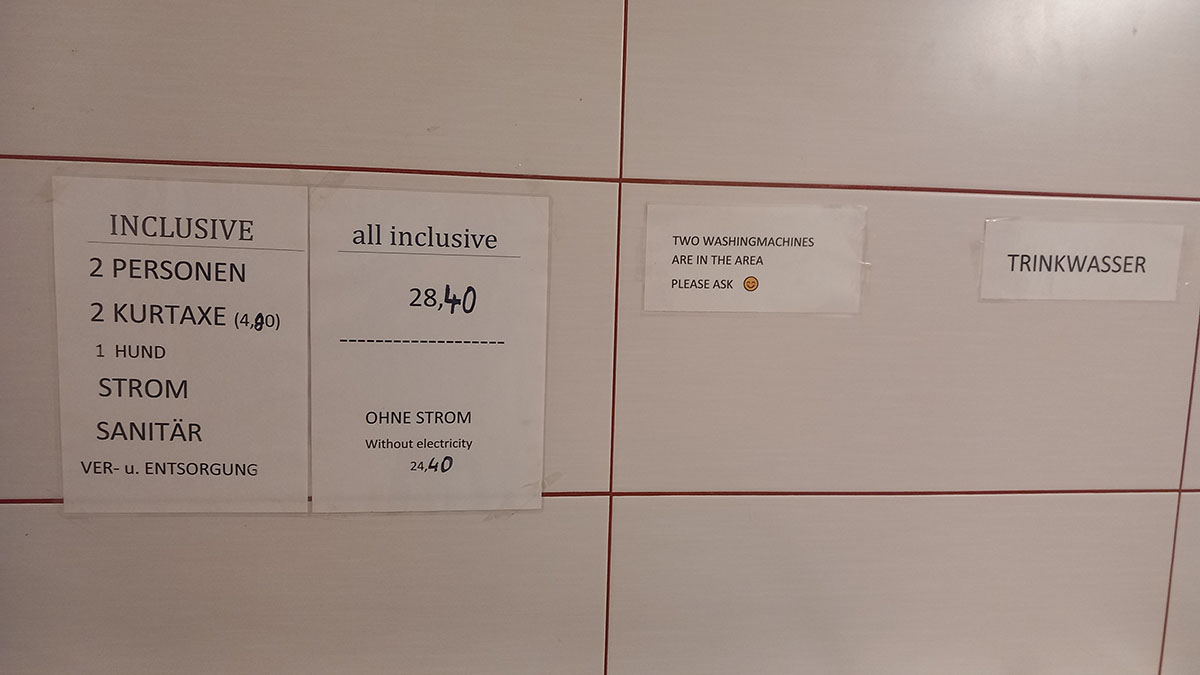 INCLUSIVE
2 PERSONEN
2 KURTAXE (4,80)
1 HUND
STROM
SANITÄR
VER- u. ENTSORGUNG
all inclusive
28,40
OHNE STROM
Without electricity
24,40
TWO WASHINGMACHINES
ARE IN THE AREA
PLEASE ASK 😊
TRINKWASSER